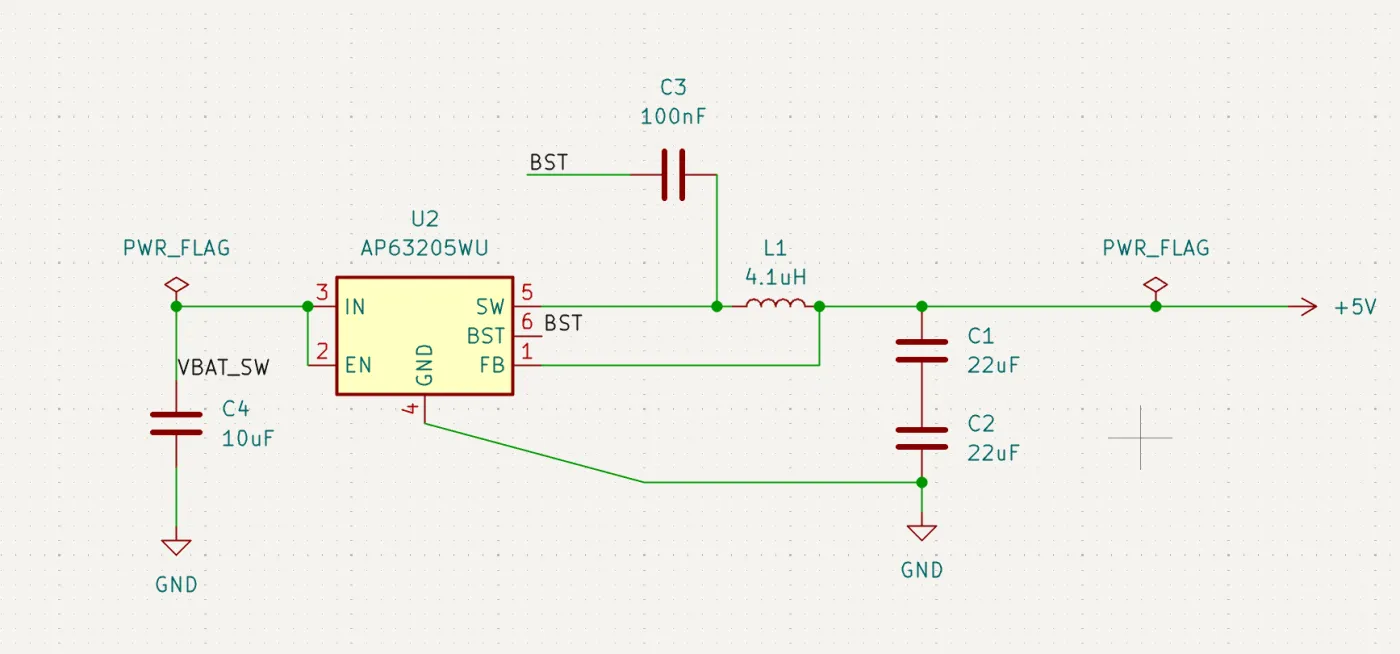 C3
100nF
BST
U2
AP63205WU
PWR_FLAG
L1
4.1uH
PWR_FLAG
3
IN
SW
5
+5V
6
BST
BST
2
EN
GND
FB
1
4
C1
22uF
VBAT_SW
C4
10uF
C2
22uF
GND
GND